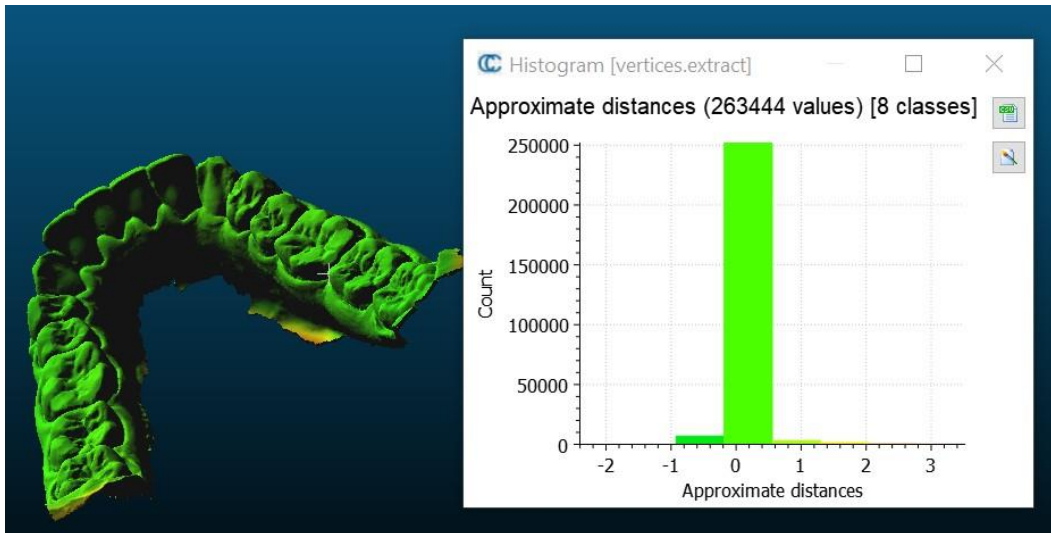 Histogram [vertices.extract]
Approximate distances (263444 values) [8 classes]
250000
200000
150000
100000
50000
0
Count
-2 -1 0 1 2 3
Approximate distances